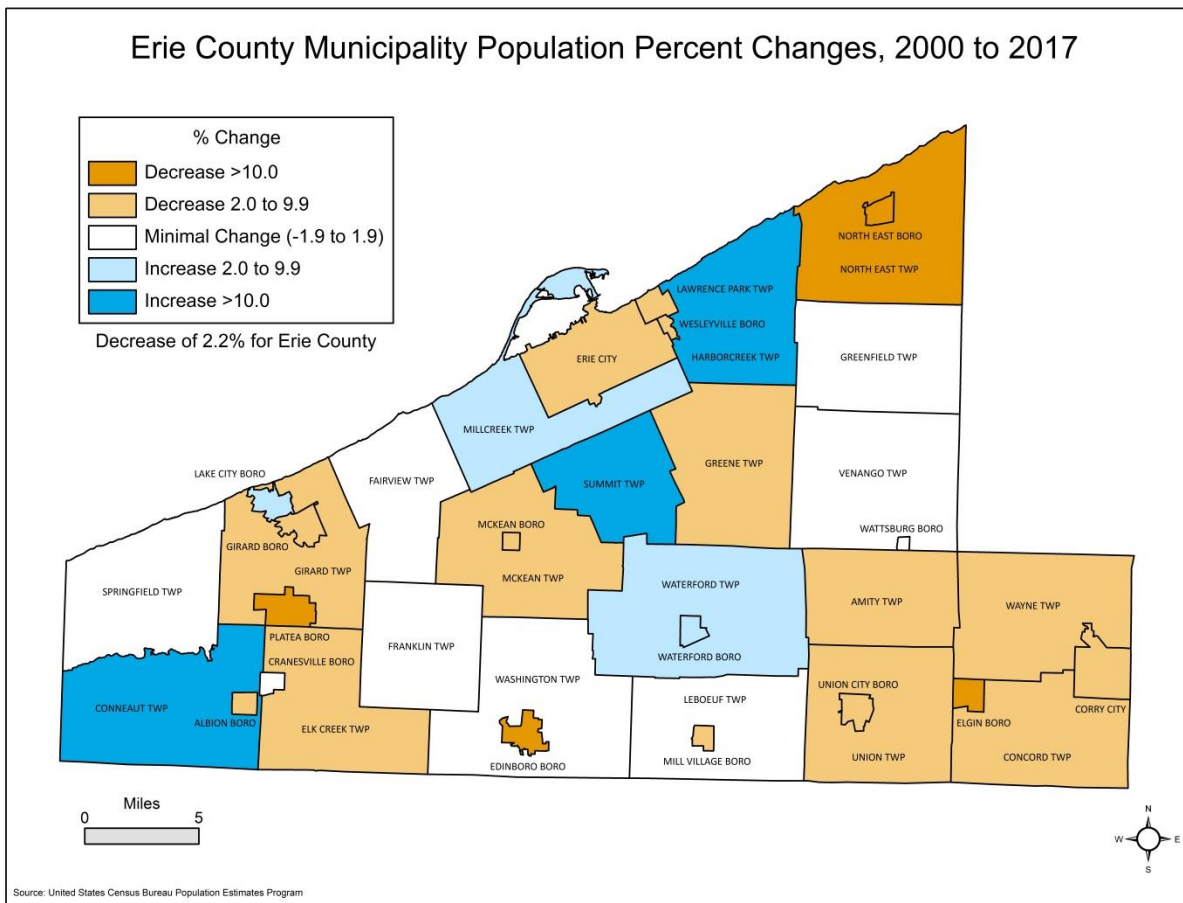 Erie County Municipality Population Percent Changes, 2000 to 2017
% Change
Decrease >10.0
Decrease 2.0 to 9.9
Minimal Change (-1.9 to 1.9)
Increase 2.0 to 9.9
Increase >10.0
Decrease of 2.2% for Erie County
NORTH EAST BORO
NORTH EAST TWP
LAWRENCE PARK TWP
WESLEYVILLE BORO
HARBORCREEK TWP
GREENFIELD TWP
ERIE CITY
MILLCREEK TWP
LAKE CITY BORO
FAIRVIEW TWP
SUMMIT TWP
GREENE TWP
VENANGO TWP
WATTSBURG BORO
MCKEAN BORO
GIRARD BORO
GIRARD TWP
MCKEAN TWP
SPRINGFIELD TWP
WATERFORD TWP
AMITY TWP
WAYNE TWP
PLATEA BORO
FRANKLIN TWP
WATERFORD BORO
CRANESVILLE BORO
WASHINGTON TWP
LEBOEUF TWP
UNION CITY BORO
CONNEAUT TWP
ALBION BORO
ELK CREEK TWP
ELGIN BORO
CORRY CITY
EDINBORO BORO
MILL VILLAGE BORO
UNION TWP
CONCORD TWP
Miles
0 5
N
W E
S
Source: United States Census Bureau Population Estimates Program